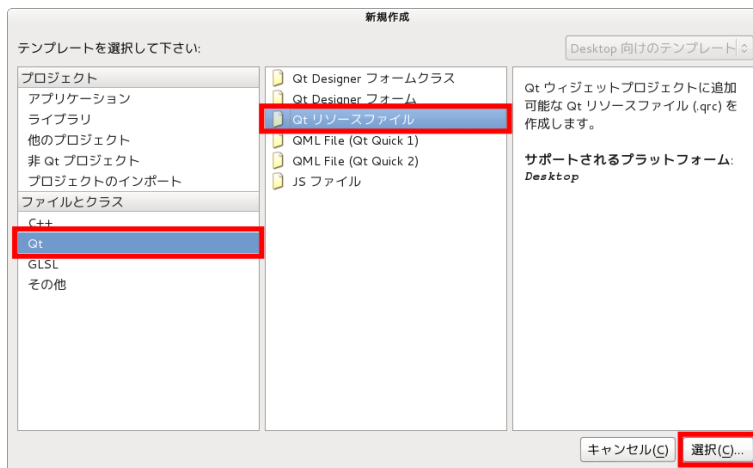 新規作成
テンプレートを選択して下さい:
Desktop 向けのテンプレート
プロジェクト
アプリケーション
ライブラリ
他のプロジェクト
非 Qt プロジェクト
プロジェクトのインポート
ファイルとクラス
C++
Qt
GLSL
その他
Qt Designer フォームクラス
Qt Designer フォーム
Qt リソースファイル
QML File (Qt Quick 1)
QML File (Qt Quick 2)
JS ファイル
Qt ウィジェットプロジェクトに追加
可能な Qt リソースファイル (.qrc) を
作成します。
サポートされるプラットフォーム:
Desktop
キャンセル(C)
選択(C)...